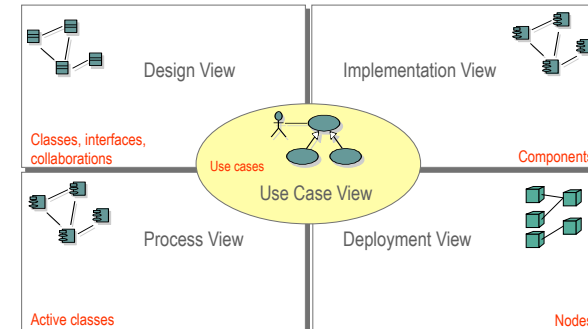 Design View
Implementation View
Classes, interfaces,
collaborations
Use cases
Components
Use Case View
Process View
Deployment View
Active classes
Nodes